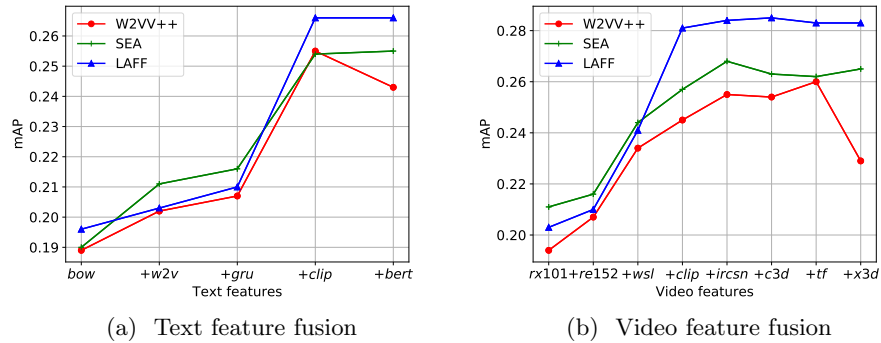 W2VV++
SEA
LAFF
0.26
0.25
0.24
0.23
0.22
0.21
0.20
0.19
mAP
bow +w2v +gru +clip +bert
Text features
(a) Text feature fusion
W2VV++
SEA
LAFF
0.28
0.26
0.24
0.22
0.20
mAP
rx101 +re152 +wsl +clip +ircsn +c3d +tf +x3d
Video features
(b) Video feature fusion